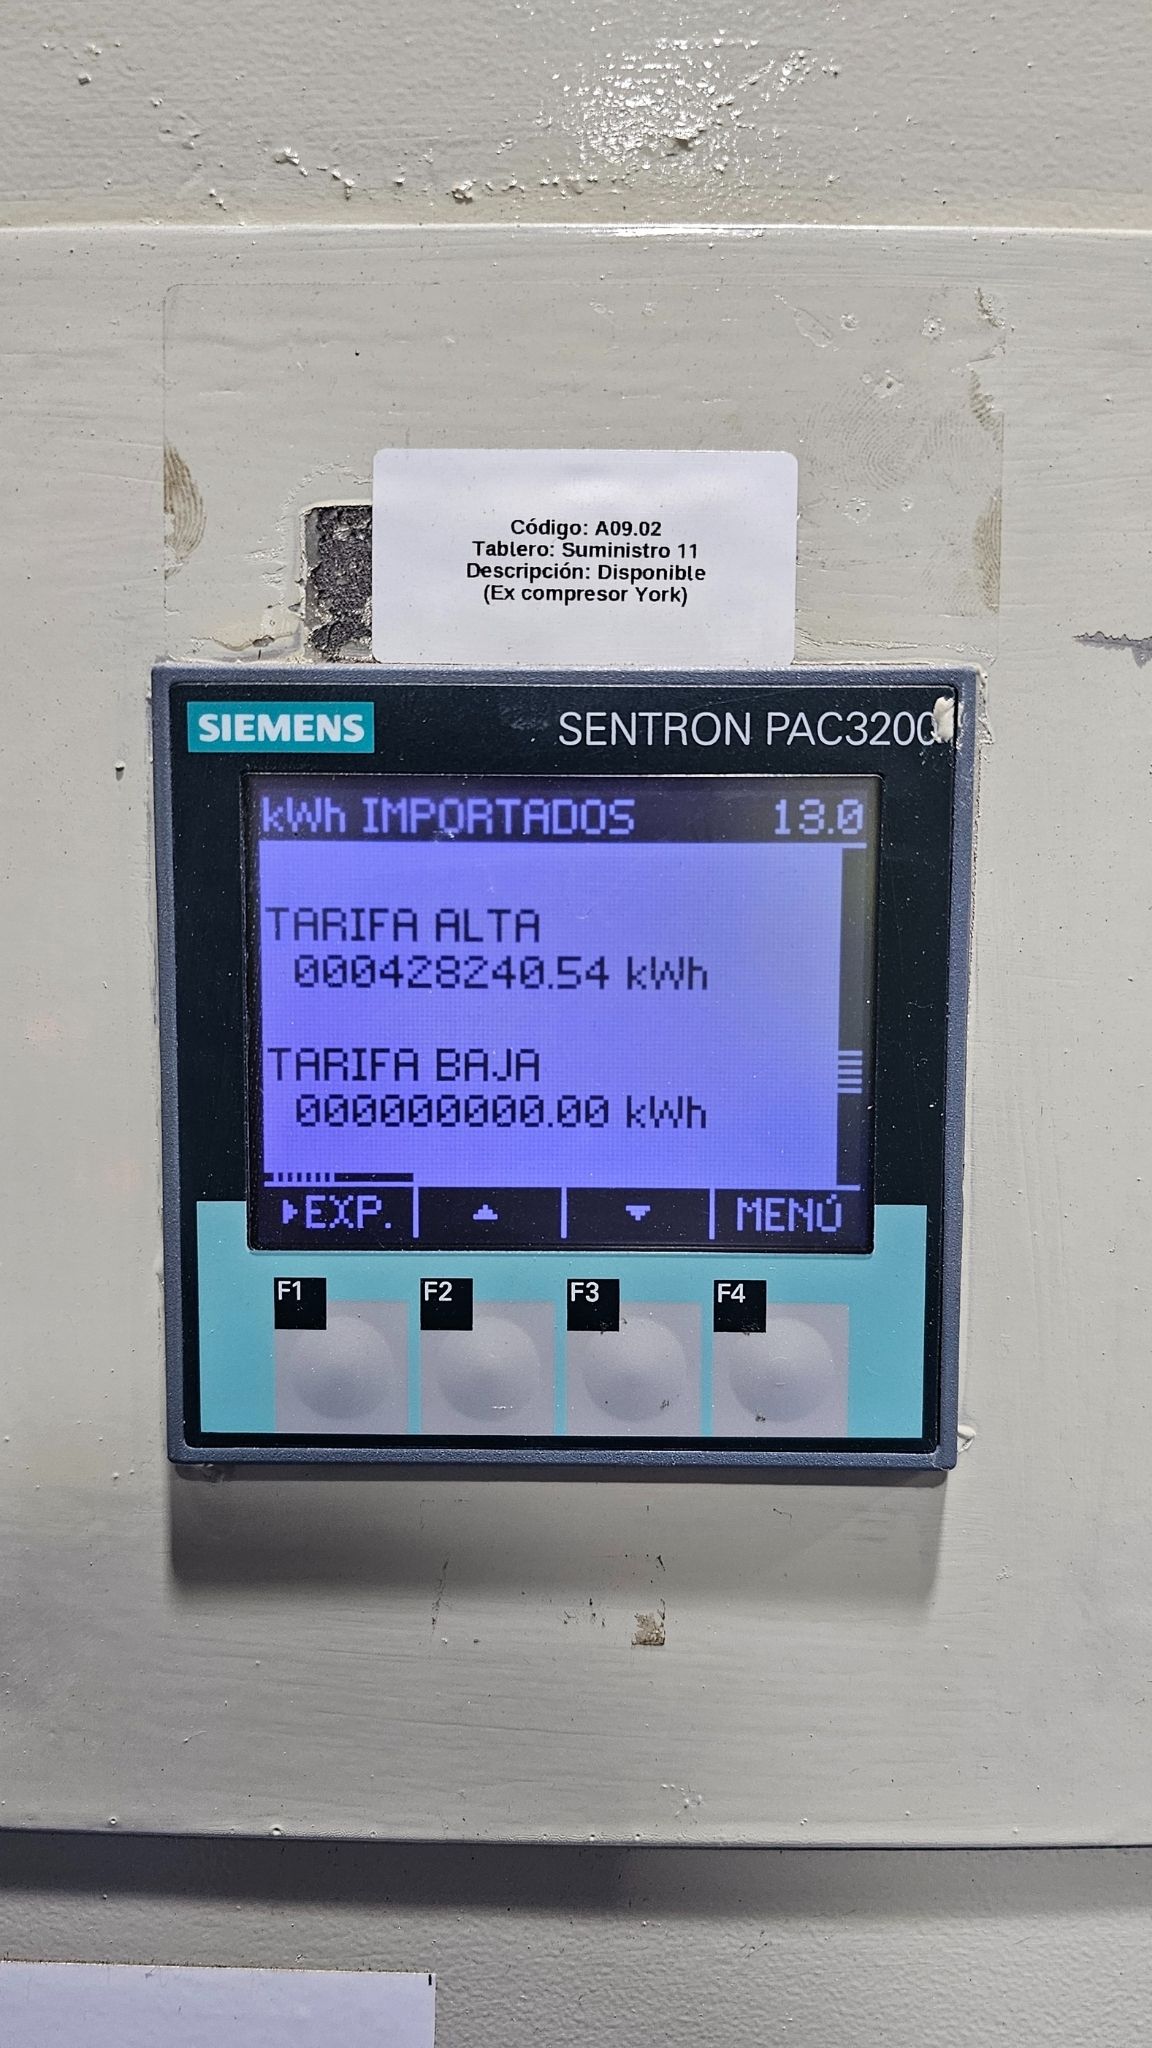 Código: A09.02
Tablero: Suministro 11
Descripción: Disponible
(Ex compresor York)
SIEMENS
SENTRON PAC3200
kWh IMPORTADOS 13.0
TARIFA ALTA
000428240.54 kWh
TARIFA BAJA
000000000.00 kWh
▶EXP. ▲ ▼ MENÚ
F1 F2 F3 F4